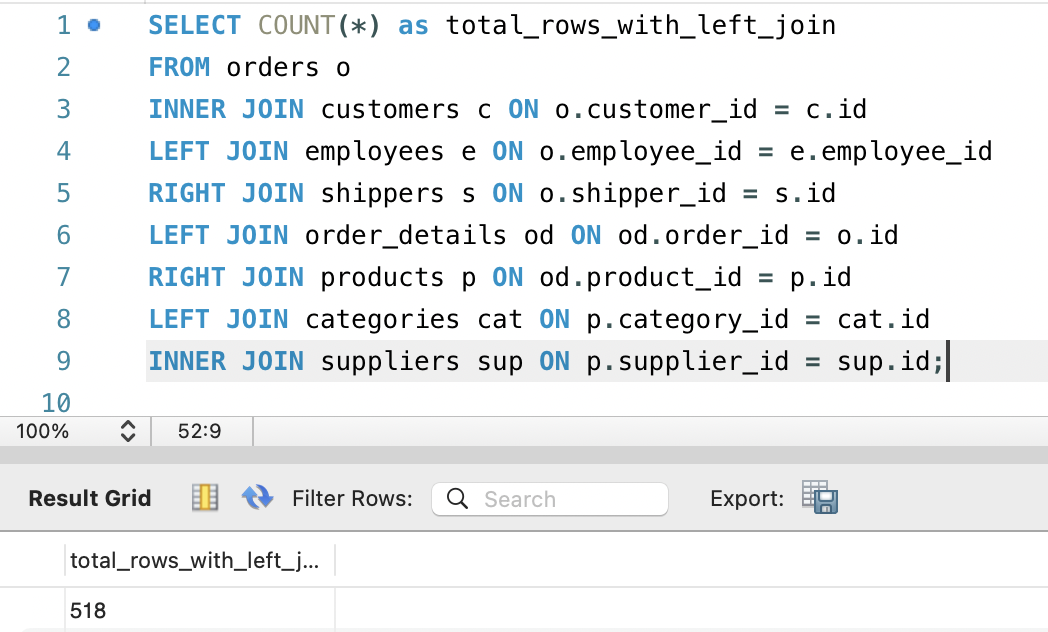 1 SELECT COUNT(*) as total_rows_with_left_join
2 FROM orders o
3 INNER JOIN customers c ON o.customer_id = c.id
4 LEFT JOIN employees e ON o.employee_id = e.employee_id
5 RIGHT JOIN shippers s ON o.shipper_id = s.id
6 LEFT JOIN order_details od ON od.order_id = o.id
7 RIGHT JOIN products p ON od.product_id = p.id
8 LEFT JOIN categories cat ON p.category_id = cat.id
9 INNER JOIN suppliers sup ON p.supplier_id = sup.id;
10
100% 52:9
Result Grid Filter Rows: Search Export:
total_rows_with_left_j...
518